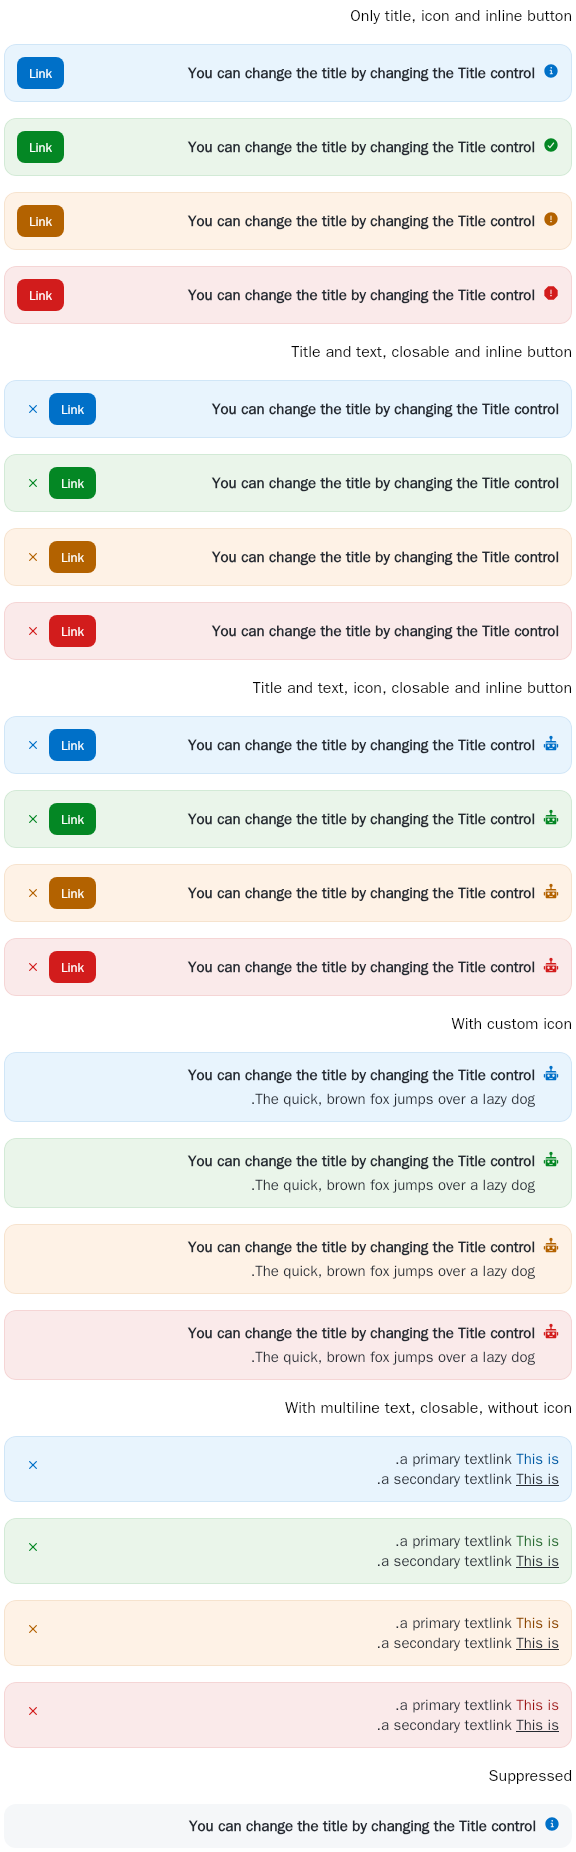 Only title, icon and inline button
Link
You can change the title by changing the Title control
Link
You can change the title by changing the Title control
Link
You can change the title by changing the Title control
Link
You can change the title by changing the Title control
Title and text, closable and inline button
Link
You can change the title by changing the Title control
Link
You can change the title by changing the Title control
Link
You can change the title by changing the Title control
Link
You can change the title by changing the Title control
Title and text, icon, closable and inline button
Link
You can change the title by changing the Title control
Link
You can change the title by changing the Title control
Link
You can change the title by changing the Title control
Link
You can change the title by changing the Title control
With custom icon
You can change the title by changing the Title control
.The quick, brown fox jumps over a lazy dog
You can change the title by changing the Title control
.The quick, brown fox jumps over a lazy dog
You can change the title by changing the Title control
.The quick, brown fox jumps over a lazy dog
You can change the title by changing the Title control
.The quick, brown fox jumps over a lazy dog
With multiline text, closable, without icon
.a primary textlink This is
.a secondary textlink This is
.a primary textlink This is
.a secondary textlink This is
.a primary textlink This is
.a secondary textlink This is
.a primary textlink This is
.a secondary textlink This is
Suppressed
You can change the title by changing the Title control